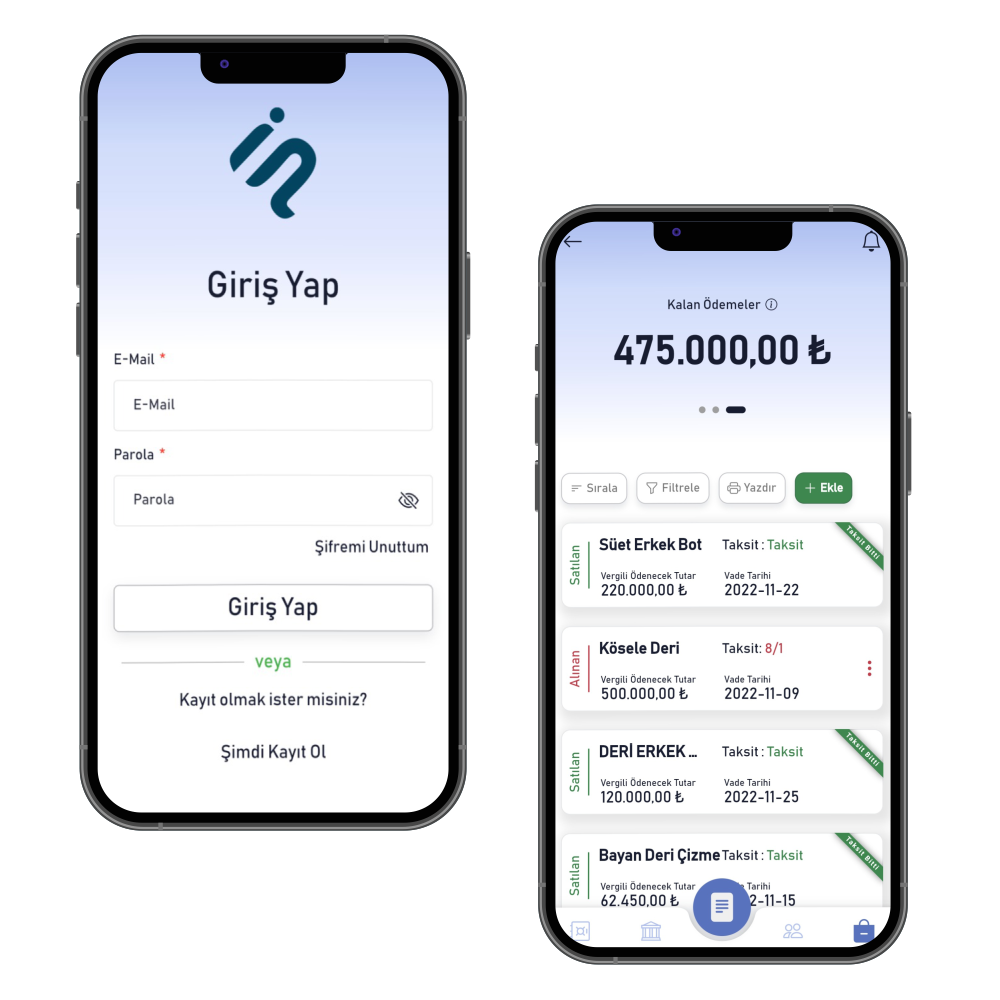 Giriş Yap
E-Mail *
E-Mail
Parola *
Parola
Şifremi Unuttum
Giriş Yap
veya
Kayıt olmak ister misiniz?
Şimdi Kayıt Ol
Kalan Ödemeler
475.000,00 ₺
Sırala
Filtrele
Yazdır
+ Ekle
Satılan
Süet Erkek Bot
Taksit : Taksit
Taksit Bitti
Vergili Ödenecek Tutar
Vade Tarihi
220.000,00 ₺
2022-11-22
Alınan
Kösele Deri
Taksit: 8/1
Vergili Ödenecek Tutar
Vade Tarihi
500.000,00 ₺
2022-11-09
Satılan
DERİ ERKEK ...
Taksit : Taksit
Taksit Bitti
Vergili Ödenecek Tutar
Vade Tarihi
120.000,00 ₺
2022-11-25
Satılan
Bayan Deri Çizme
Taksit : Taksit
Taksit Bitti
Vergili Ödenecek Tutar
Tarihi
62.450,00 ₺
2-11-15